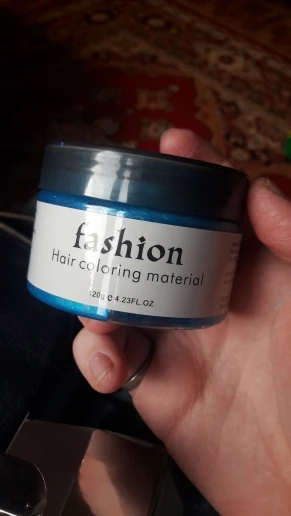 fashion
Hair coloring material
120g e 4.23FL.OZ